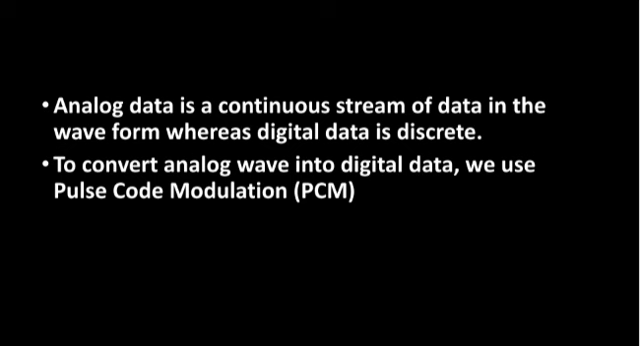 • Analog data is a continuous stream of data in the
wave form whereas digital data is discrete.
• To convert analog wave into digital data, we use
Pulse Code Modulation (PCM)